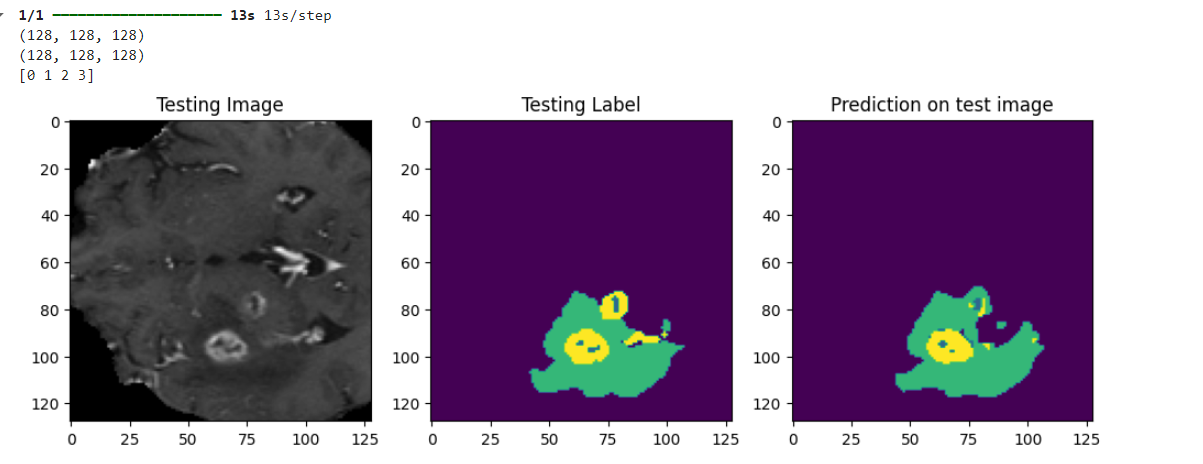 1/1 ━━━━━━━━━━━━━━━━━━━━ 13s 13s/step
(128, 128, 128)
(128, 128, 128)
[0 1 2 3]
Testing Image Testing Label Prediction on test image
0 0 0
20 20 20
40 40 40
60 60 60
80 80 80
100 100 100
120 120 120
0 25 50 75 100 125 0 25 50 75 100 125 0 25 50 75 100 125